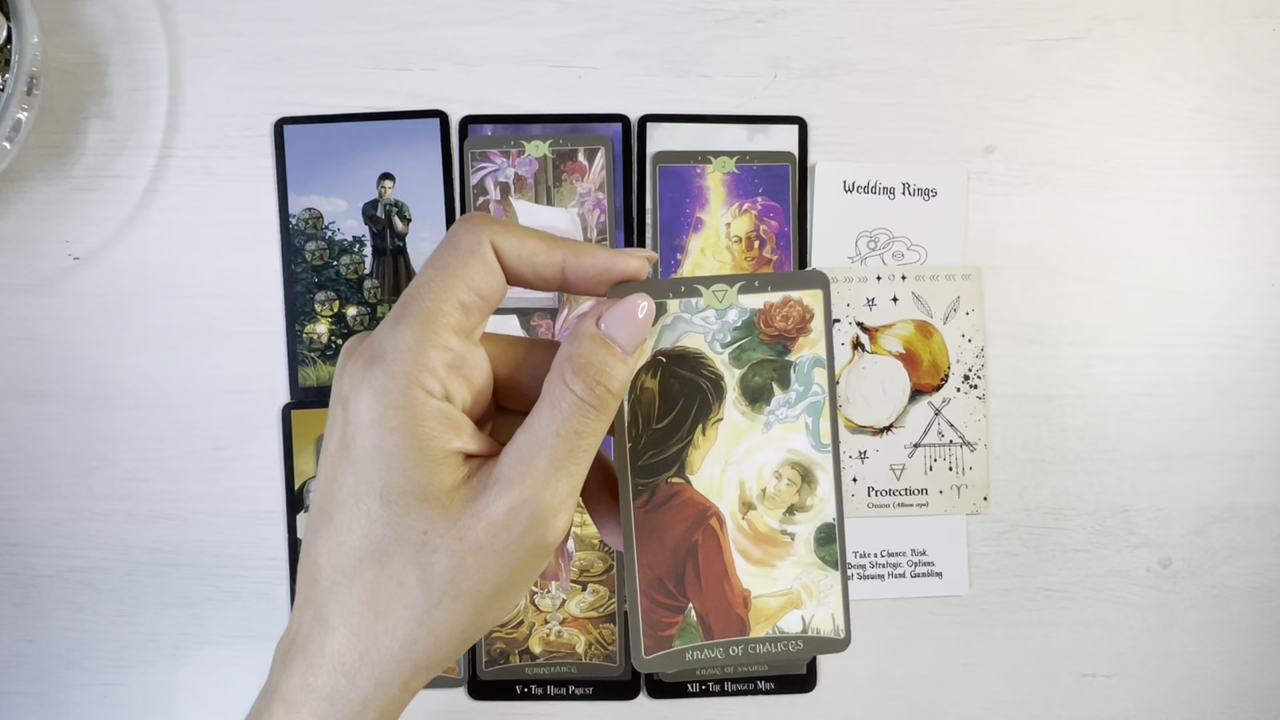 Wedding Rings
Protection
Onion (Allium cepa)
Take a Chance, Risk,
Being Strategic, Options,
t Showing Hand, Gambling
KNAVE OF CHALICES
KNAVE OF SWORDS
TEMPERANCE
V • The High Priest
XII • The Hanged Man